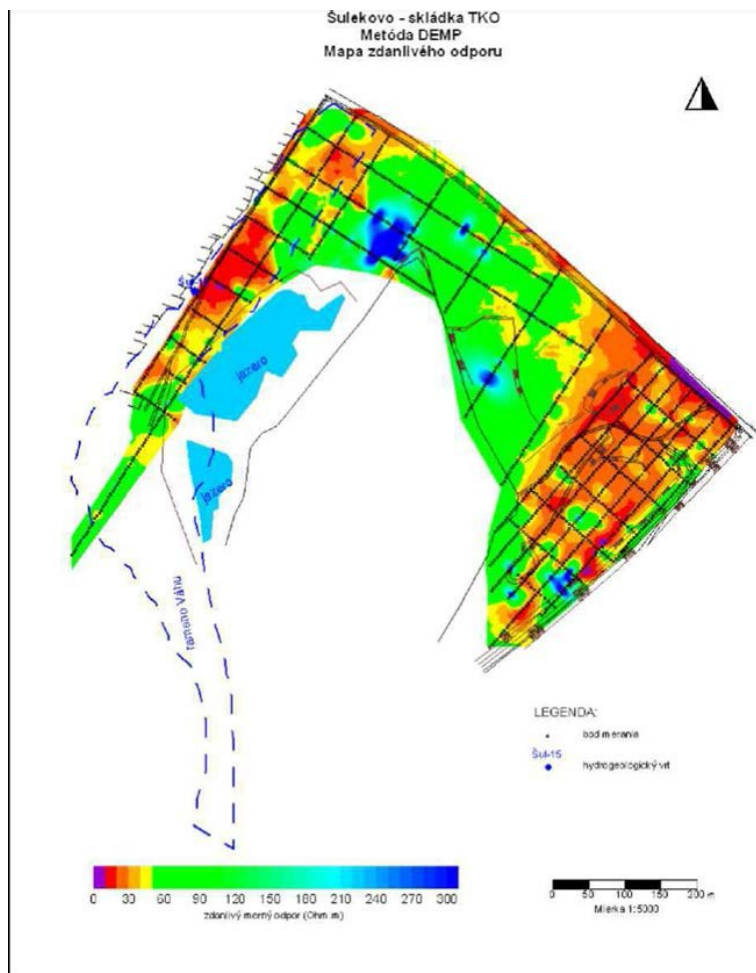 Šulekovo - skládka TKO
Metóda DEMP
Mapa zdanlivého odporu
jazero
jazero
rameno Váhu
LEGENDA:
bod merania
Šul-15
hydrogeologický vrt
0 30 60 90 120 150 180 210 240 270 300
zdanlivý merný odpor (Ohm.m)
0 50 100 150 200 m
Mierka 1:5000